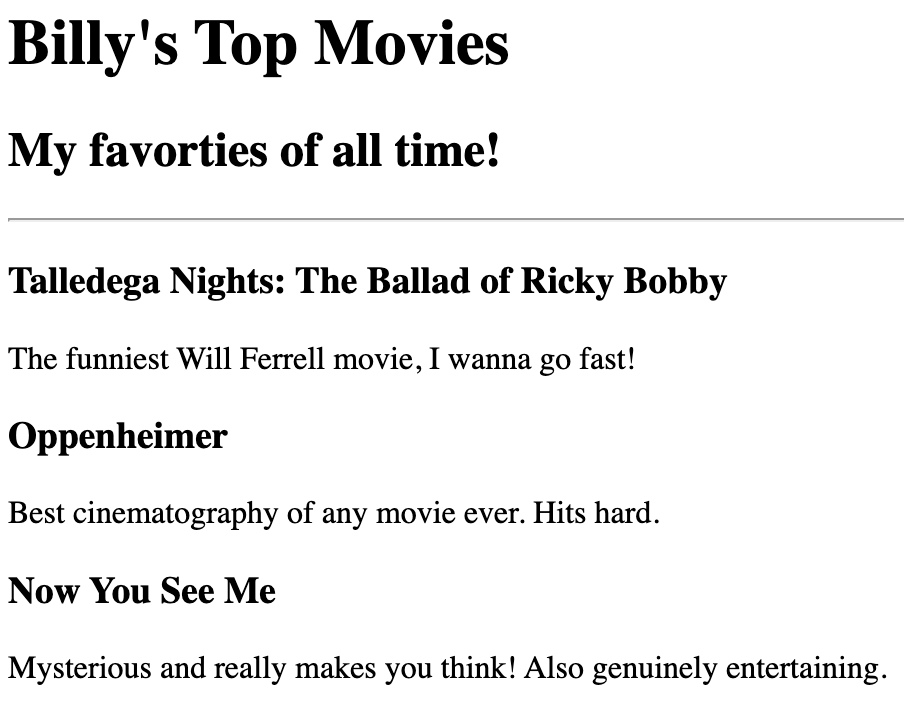 Billy's Top Movies
My favorties of all time!
Talledega Nights: The Ballad of Ricky Bobby
The funniest Will Ferrell movie, I wanna go fast!
Oppenheimer
Best cinematography of any movie ever. Hits hard.
Now You See Me
Mysterious and really makes you think! Also genuinely entertaining.